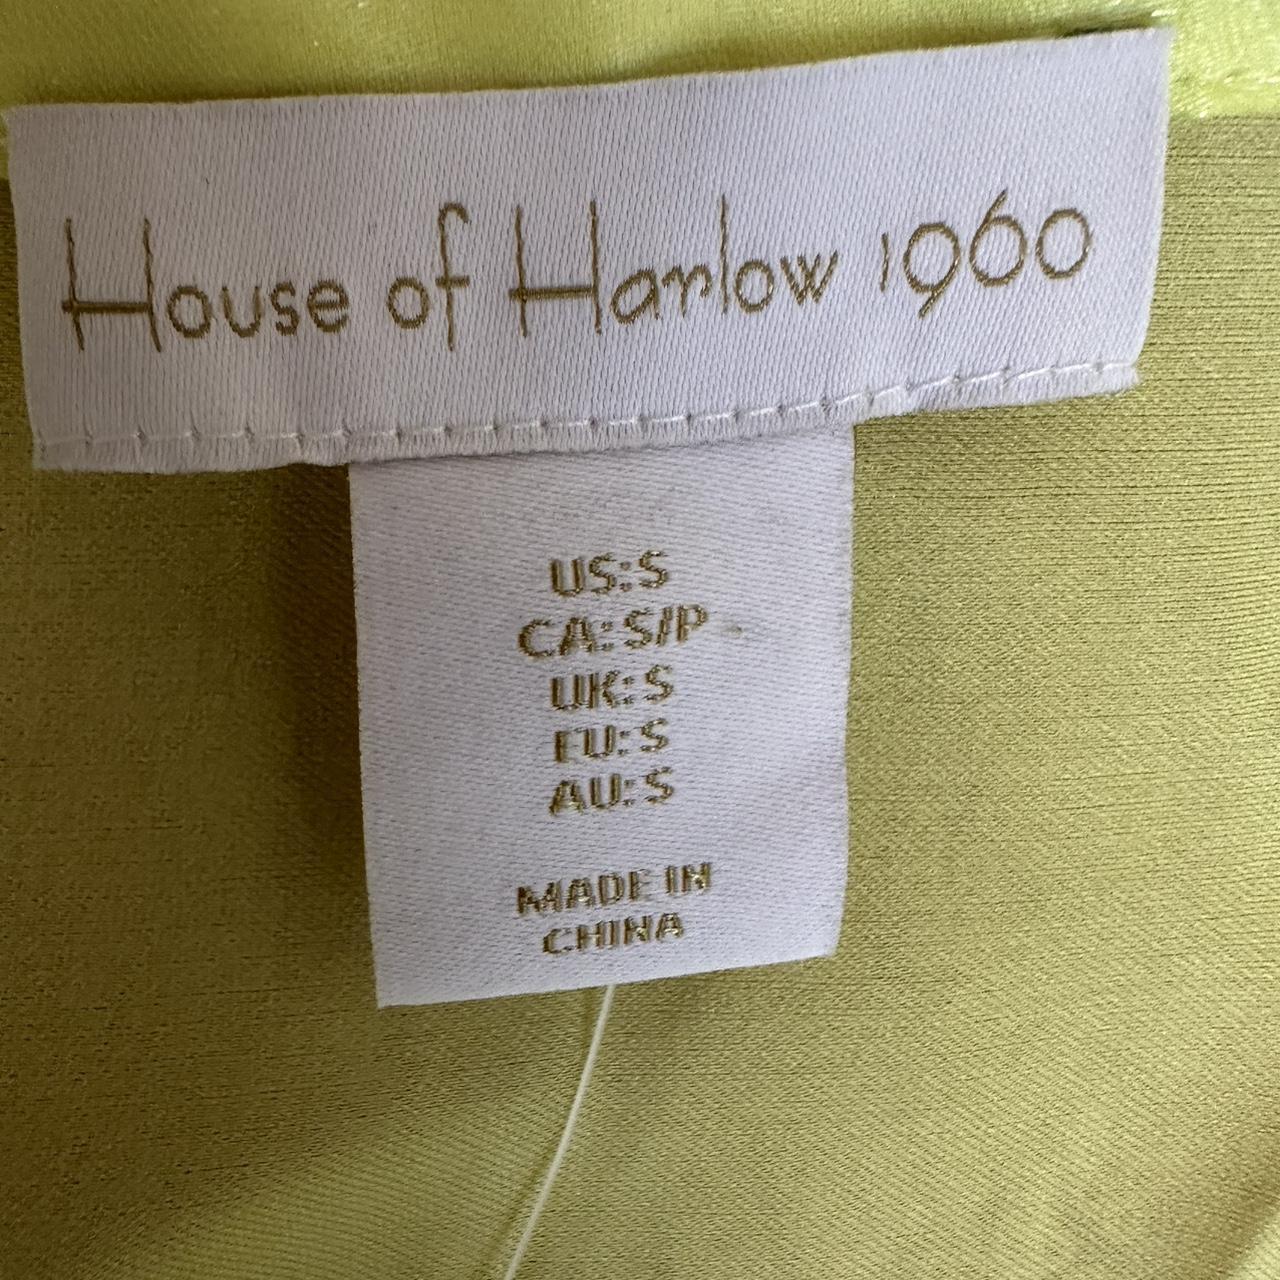 House of Harlow 1960
US: S
CA: S/P
UK: S
EU: S
AU: S
MADE IN
CHINA